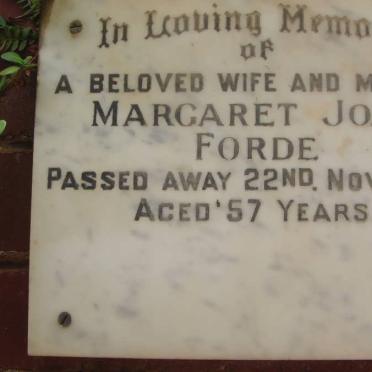 In Loving Memo
OF
A BELOVED WIFE AND M
MARGARET JO
FORDE
PASSED AWAY 22ND. NOV
AGED '57 YEARS